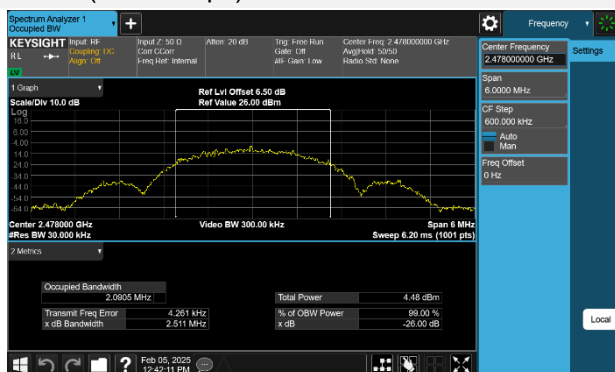 Spectrum Analyzer 1
Occupied BW
Frequency
KEYSIGHT
Input: RF
Coupling: DC
Align: Off
Input Z: 50 Ω
Corr CCorr
Freq Ref: Internal
Atten: 20 dB
Trig: Free Run
Gate: Off
#IF Gain: Low
Center Freq: 2.478000000 GHz
Avg|Hold: 50/50
Radio Std: None
RL
Center Frequency
2.478000000 GHz
Settings
Span
6.0000 MHz
CF Step
600.000 kHz
Auto
Man
Freq Offset
0 Hz
Local
1 Graph
Scale/Div 10.0 dB
Ref Lvl Offset 6.50 dB
Ref Value 26.00 dBm
Log
16.0
6.00
-4.00
-14.0
-24.0
-34.0
-44.0
-54.0
-64.0
Center 2.478000 GHz
#Res BW 30.000 kHz
Video BW 300.00 kHz
Span 6 MHz
Sweep 6.20 ms (1001 pts)
2 Metrics
Occupied Bandwidth
2.0905 MHz
Transmit Freq Error
4.261 kHz
x dB Bandwidth
2.511 MHz
Total Power
4.48 dBm
% of OBW Power
99.00 %
x dB
-26.00 dB
?
Feb 05, 2025
12:42:11 PM